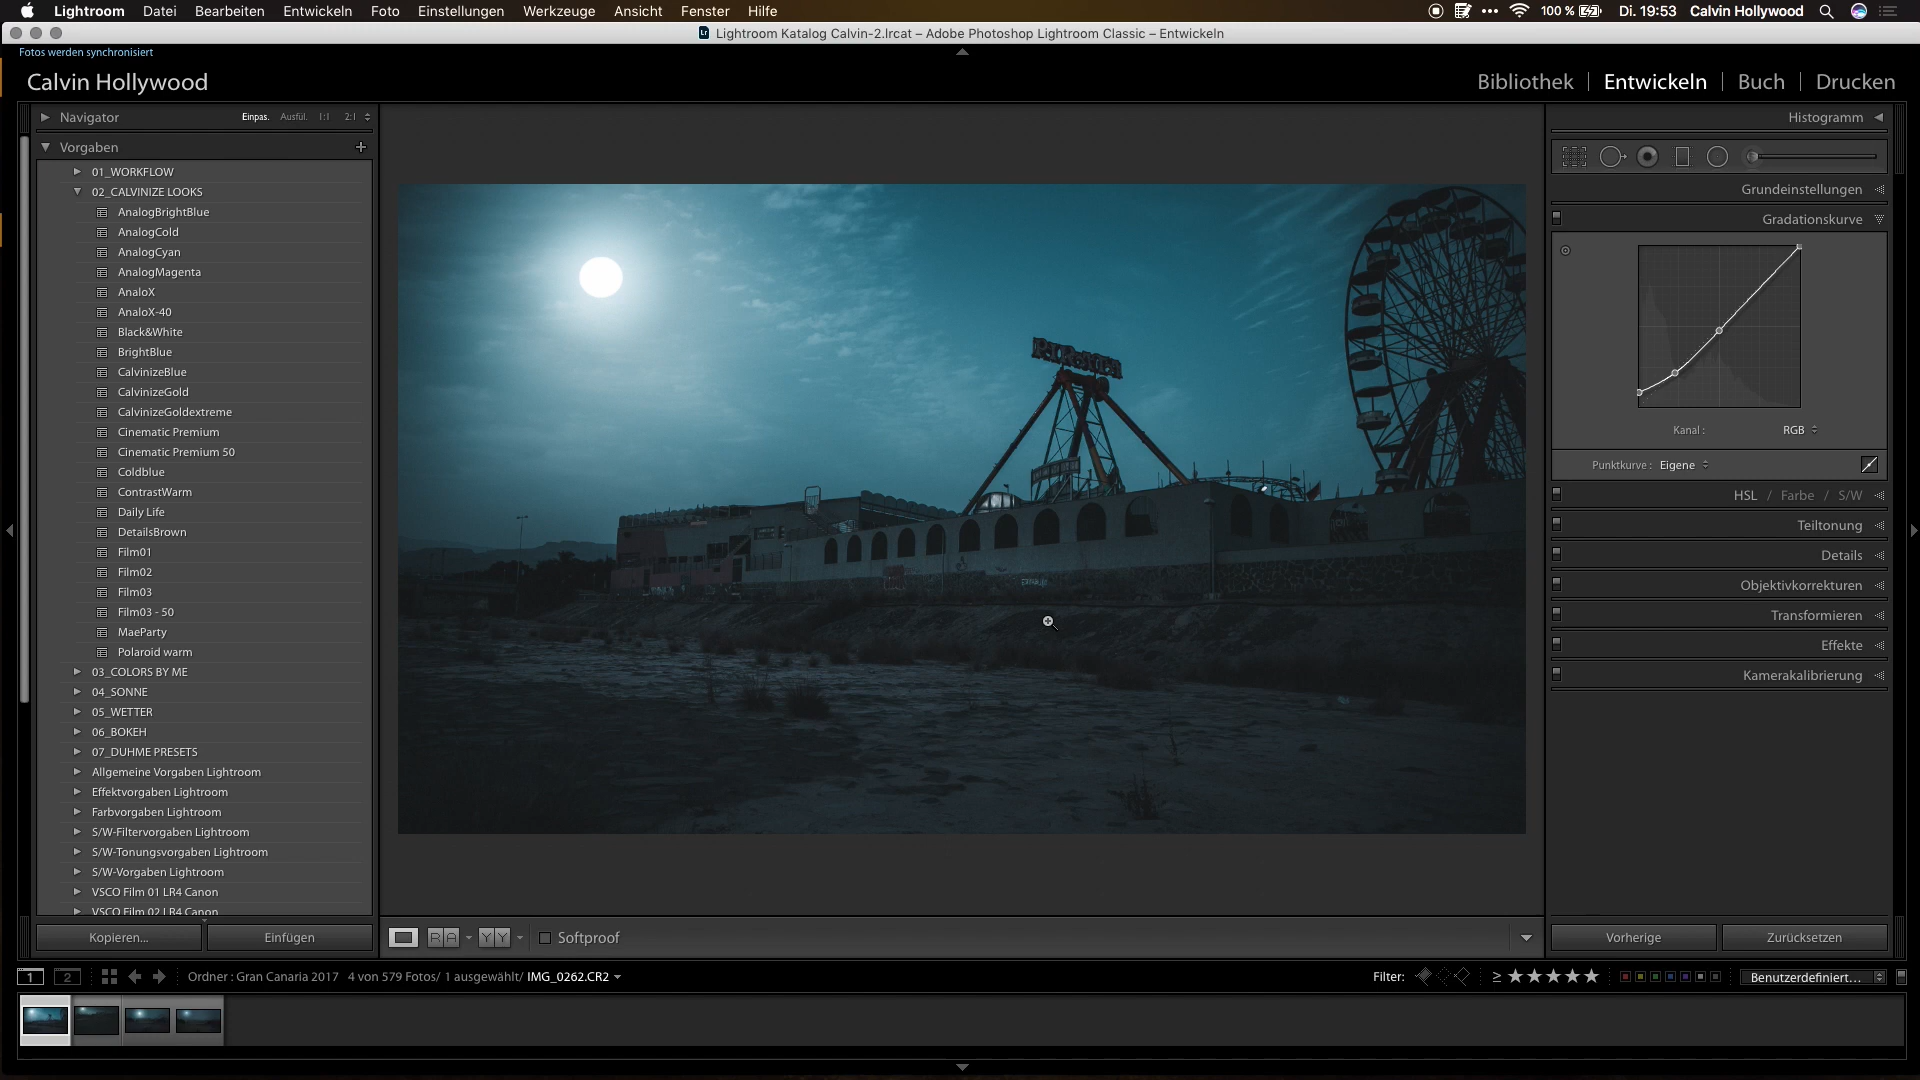 Lightroom Datei Bearbeiten Entwickeln Foto Einstellungen Werkzeuge Ansicht Fenster Hilfe 100 % Di. 19:53 Calvin Hollywood
Lightroom Katalog Calvin-2.lrcat – Adobe Photoshop Lightroom Classic – Entwickeln
Fotos werden synchronisiert
Calvin Hollywood
Bibliothek | Entwickeln | Buch | Drucken
Navigator Einpas. Ausfül. 1:1 2:1
Histogramm
Vorgaben
01_WORKFLOW
02_CALVINIZE LOOKS
AnalogBrightBlue
AnalogCold
AnalogCyan
AnalogMagenta
AnaloX
AnaloX-40
Black&White
BrightBlue
CalvinizeBlue
CalvinizeGold
CalvinizeGoldextreme
Cinematic Premium
Cinematic Premium 50
Coldblue
ContrastWarm
Daily Life
DetailsBrown
Film01
Film02
Film03
Film03 - 50
MaeParty
Polaroid warm
03_COLORS BY ME
04_SONNE
05_WETTER
06_BOKEH
07_DUHME PRESETS
Allgemeine Vorgaben Lightroom
Effektvorgaben Lightroom
Farbvorgaben Lightroom
S/W-Filtervorgaben Lightroom
S/W-Tonungsvorgaben Lightroom
S/W-Vorgaben Lightroom
VSCO Film 01 LR4 Canon
VSCO Film 02 LR4 Canon
Kopieren... Einfügen
Grundeinstellungen
Gradationskurve
Kanal : RGB
Punktkurve : Eigene
HSL / Farbe / S/W
Teiltonung
Details
Objektivkorrekturen
Transformieren
Effekte
Kamerakalibrierung
R A Y Y Softproof
Vorherige Zurücksetzen
1 2 Ordner : Gran Canaria 2017 4 von 579 Fotos/ 1 ausgewählt/ IMG_0262.CR2
Filter: ≥ ★★★★★ Benutzerdefiniert...